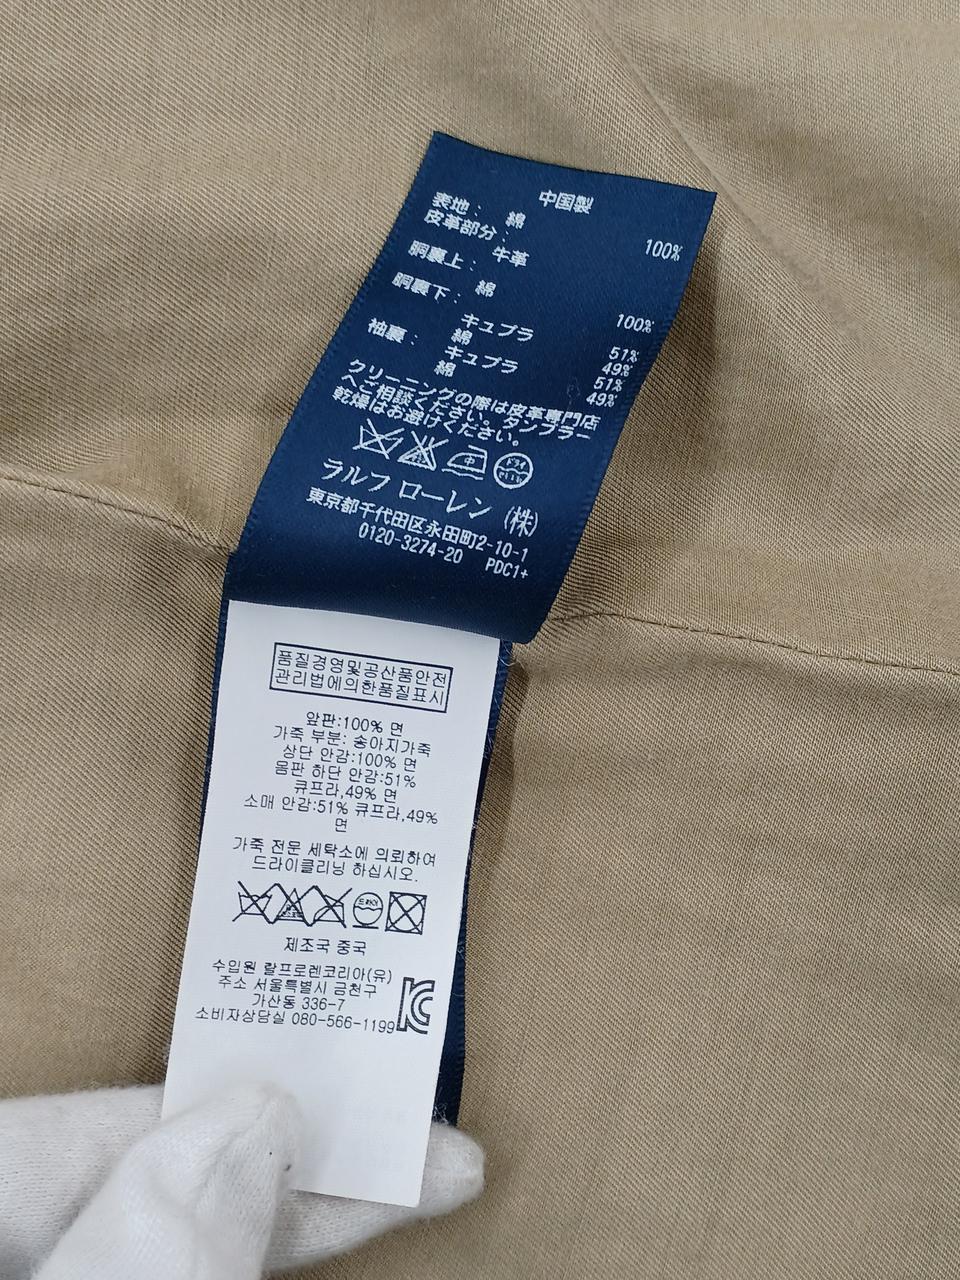 中国製
表地: 綿 100%
皮革部分:
牛革
胴裏上: 綿 100%
胴裏下:
キュプラ 51%
綿 49%
袖裏: キュプラ 51%
綿 49%
クリーニングの際は皮革専門店
へご相談ください。タンブラー
乾燥はお避けください。
中 ドライ
ラルフ ローレン (株)
東京都千代田区永田町2-10-1
0120-3274-20 PDC1+
품질경영및공산품안전
관리법에의한품질표시
앞판:100% 면
가죽 부분: 송아지가죽
상단 안감:100% 면
몸판 하단 안감:51%
큐프라,49% 면
소매 안감:51% 큐프라,49%
면
가죽 전문 세탁소에 의뢰하여
드라이클리닝 하십시오.
드라이
제조국 중국
수입원 랄프로렌코리아(유)
주소 서울특별시 금천구
가산동 336-7
소비자상담실 080-566-1199